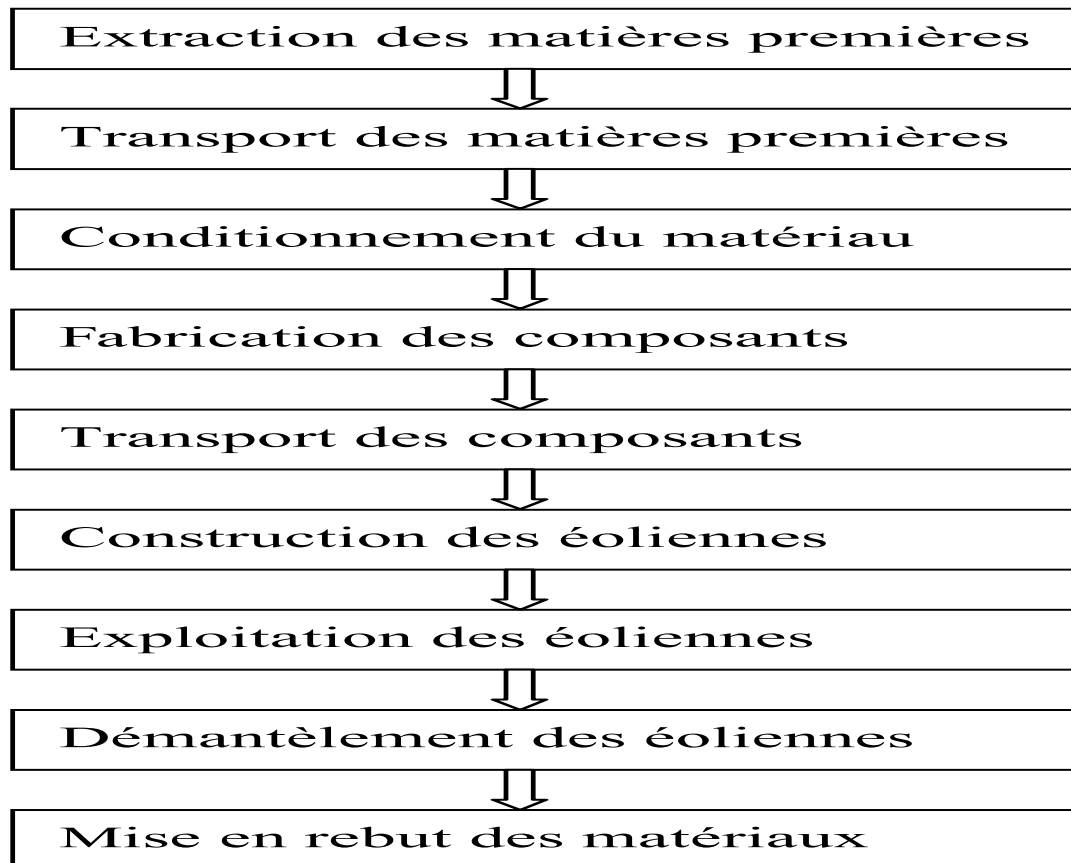 Extraction des matières premières
Transport des matières premières
Conditionnement du matériau
Fabrication des composants
Transport des composants
Construction des éoliennes
Exploitation des éoliennes
Démantèlement des éoliennes
Mise en rebut des matériaux